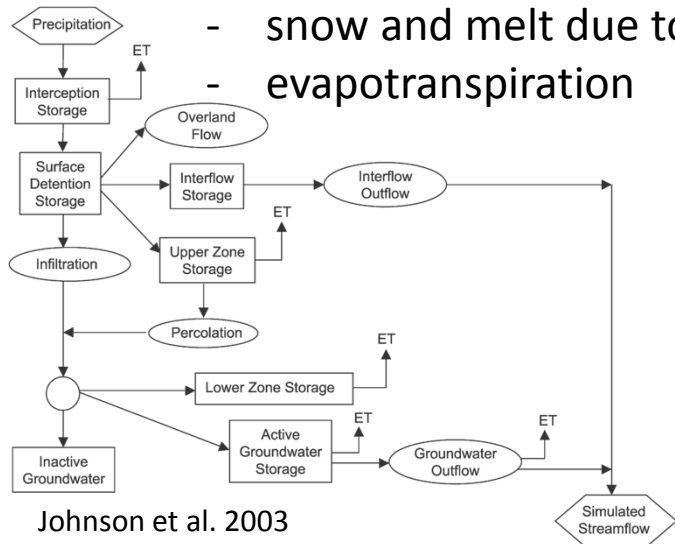 - snow and melt due to
- evapotranspiration
Precipitation
ET
Interception
Storage
Overland
Flow
Surface
Detention
Storage
Interflow
Storage
Interflow
Outflow
ET
Infiltration
Upper Zone
Storage
Percolation
ET
Lower Zone Storage
ET
ET
Active
Groundwater
Storage
Groundwater
Outflow
Inactive
Groundwater
Simulated
Streamflow
Johnson et al. 2003